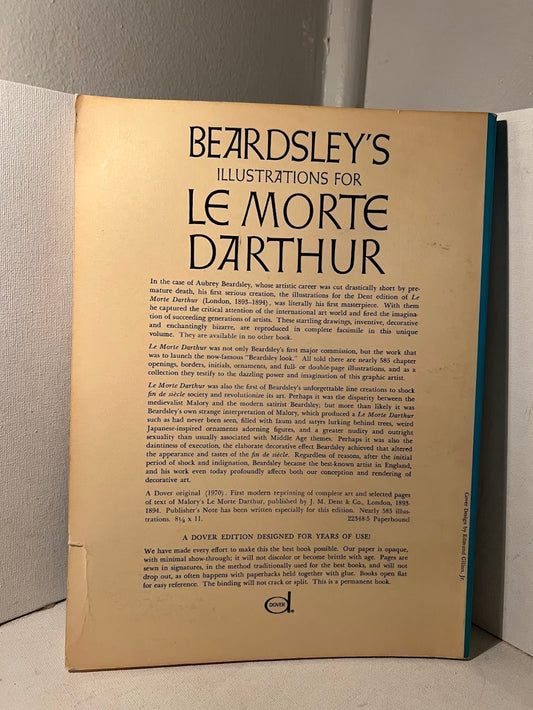 BEARDSLEY'S
ILLUSTRATIONS FOR
LE MORTE
DARTHUR
In the case of Aubrey Beardsley, whose artistic career was cut drastically short by pre-
mature death, his first serious creation, the illustrations for the Dent edition of Le
Morte Darthur (London, 1893-1894), was literally his first masterpiece. With them
he captured the critical attention of the international art world and fired the imagina-
tion of succeeding generations of artists. These startling drawings, inventive, decorative
and enchantingly bizarre, are reproduced in complete facsimile in this unique
volume. They are available in no other book.
Le Morte Darthur was not only Beardsley's first major commission, but the work that
was to launch the now-famous "Beardsley look." All told there are nearly 585 chapter
openings, borders, initials, ornaments, and full- or double-page illustrations, and as a
collection they testify to the dazzling power and imagination of this graphic artist.
Le Morte Darthur was also the first of Beardsley's unforgettable line creations to shock
fin de siècle society and revolutionize its art. Perhaps it was the disparity between the
medievalist Malory and the modern satirist Beardsley; but more than likely it was
Beardsley's own strange interpretation of Malory, which produced a Le Morte Darthur
such as had never been seen, filled with fauns and satyrs lurking behind trees, weird
Japanese-inspired ornaments adorning figures, and a greater nudity and outright
sexuality than usually associated with Middle Age themes. Perhaps it was also the
daintiness of execution, the elaborate decorative effect Beardsley achieved that altered
the appearance and tastes of the fin de siècle. Regardless of reasons, after the initial
period of shock and indignation, Beardsley became the best-known artist in England,
and his work even today profoundly affects both our conception and rendering of
decorative art.
A Dover original (1970). First modern reprinting of complete art and selected pages
of text of Malory's Le Morte Darthur, published by J. M. Dent & Co., London, 1893-
1894. Publisher's Note has been written especially for this edition. Nearly 585 illus-
trations. 8¼ x 11. 22348-5 Paperbound
A DOVER EDITION DESIGNED FOR YEARS OF USE!
We have made every effort to make this the best book possible. Our paper is opaque,
with minimal show-through; it will not discolor or become brittle with age. Pages are
sewn in signatures, in the method traditionally used for the best books, and will not
drop out, as often happens with paperbacks held together with glue. Books open flat
for easy reference. The binding will not crack or split. This is a permanent book.
DOVER
Cover Design by Edmund Gillon, Jr.